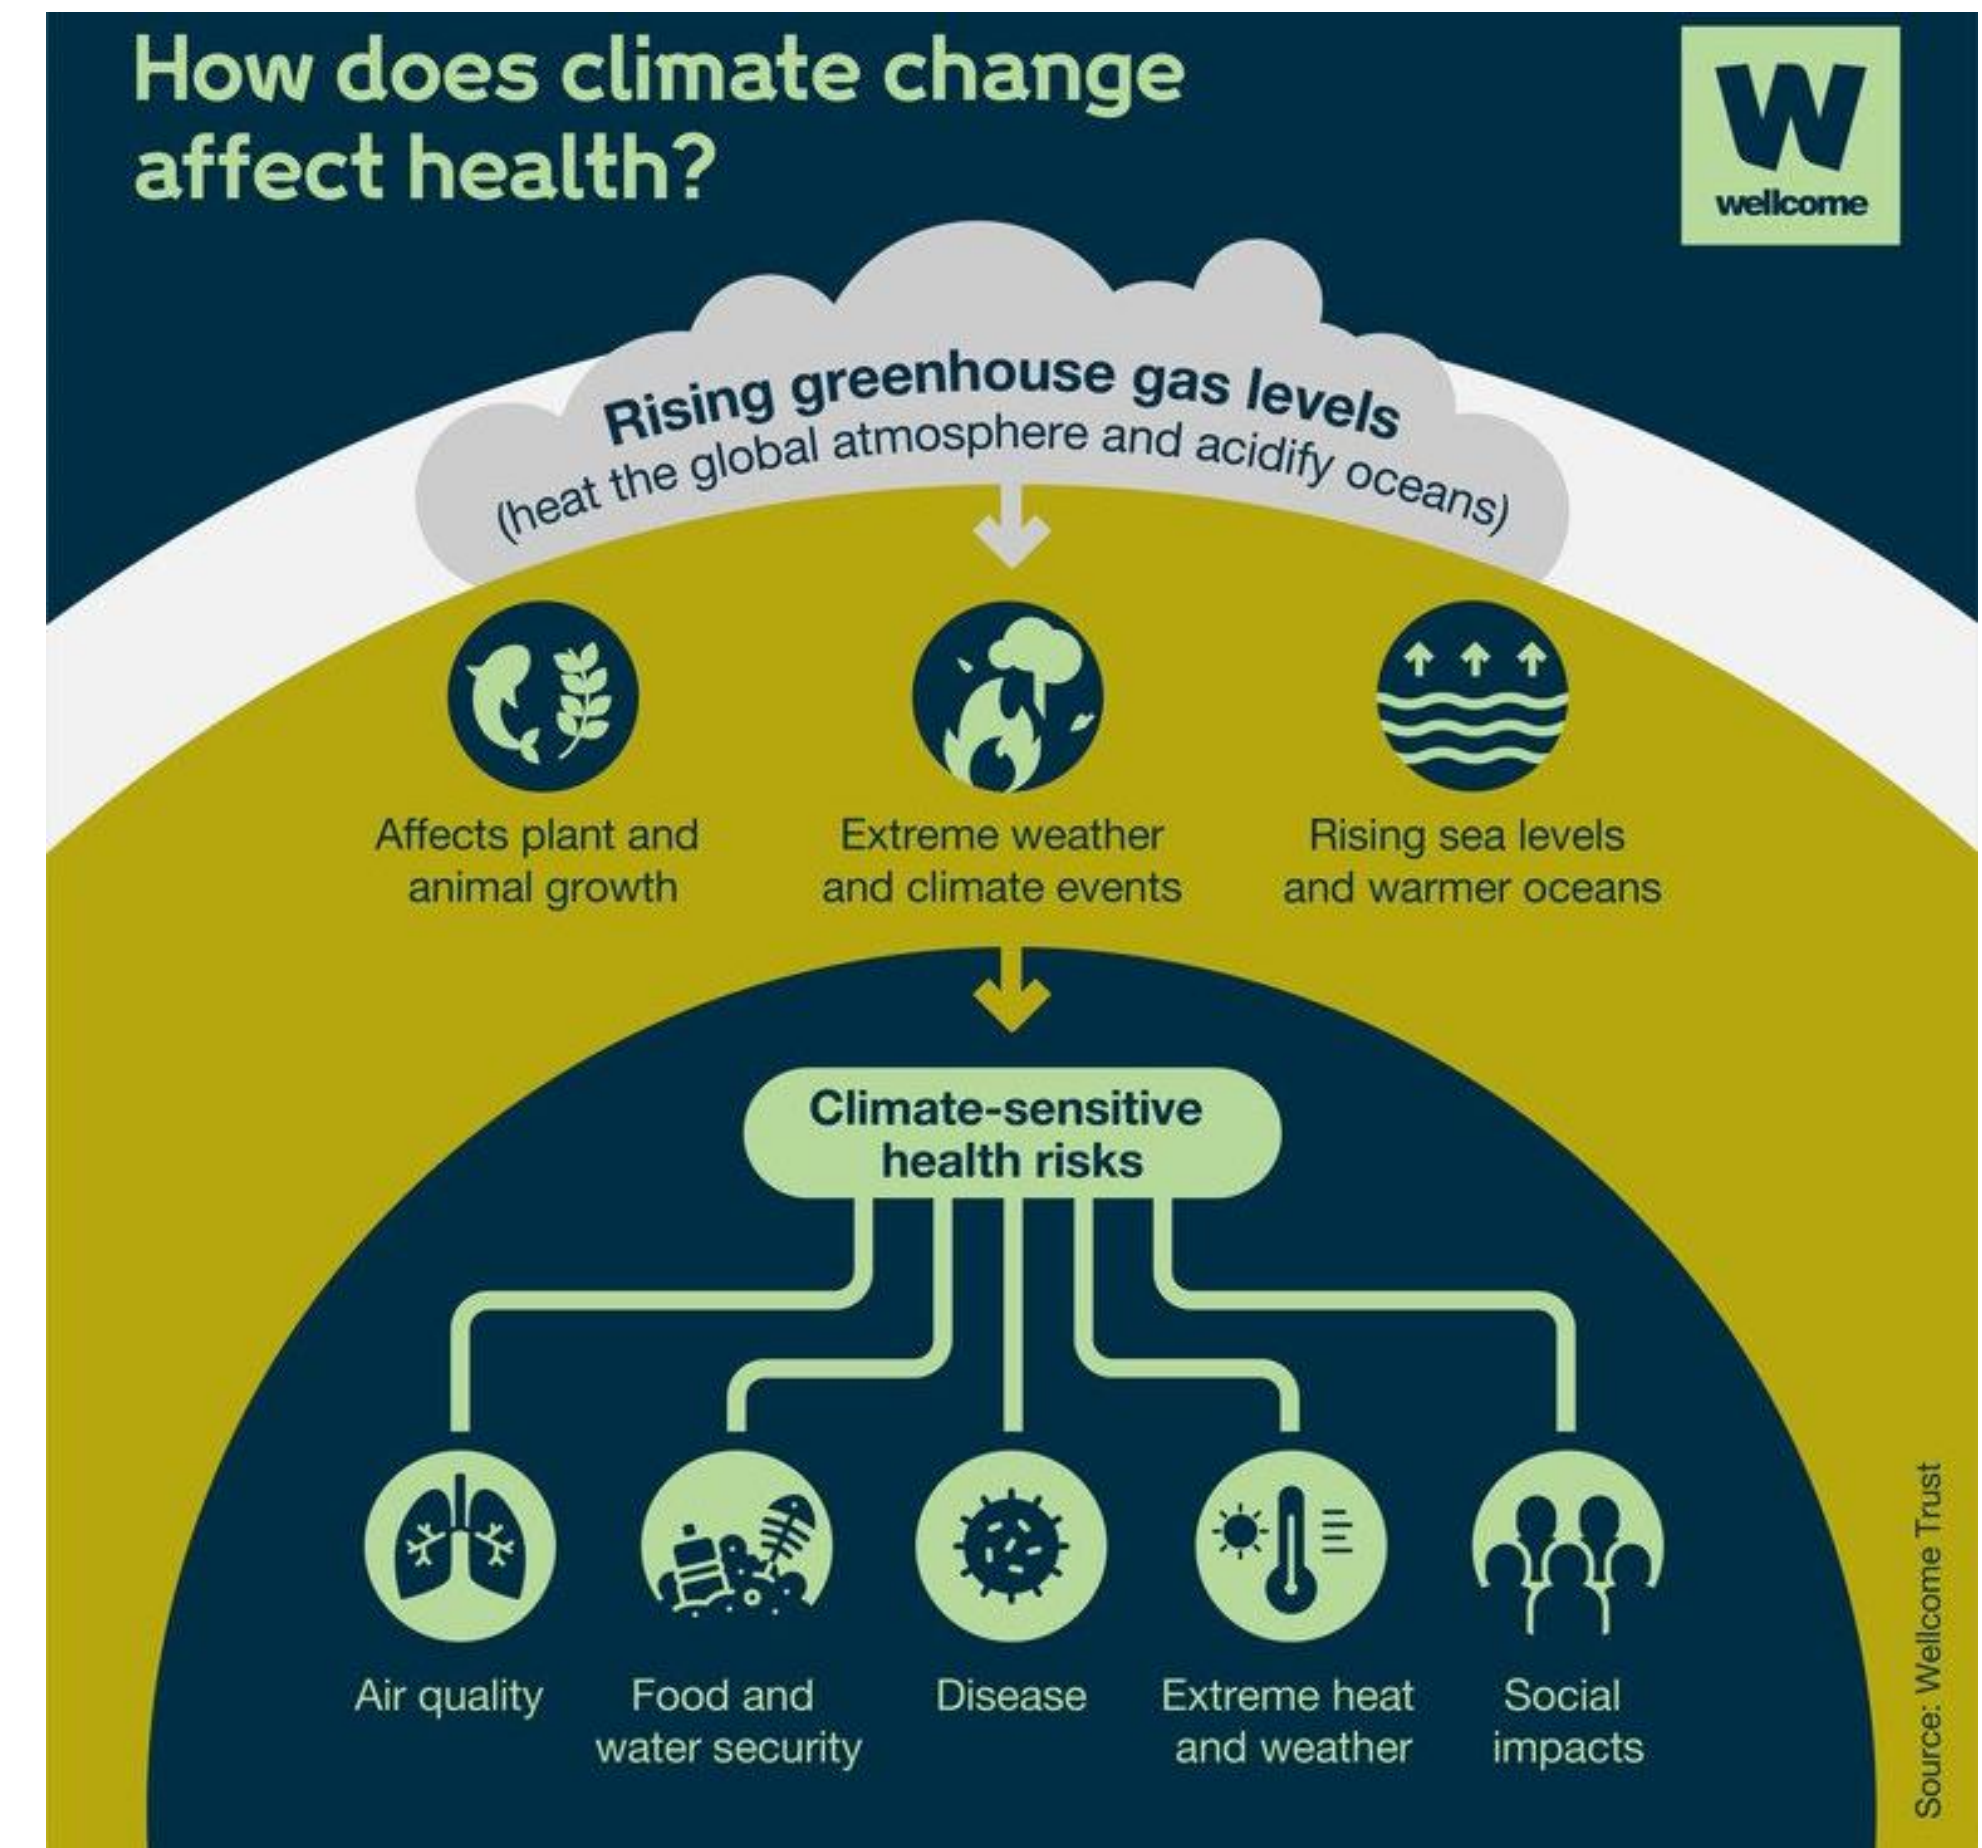 How does climate change
affect health?
W
wellcome
Rising greenhouse gas levels
(heat the global atmosphere and acidify oceans)
Affects plant and
animal growth
Extreme weather
and climate events
Rising sea levels
and warmer oceans
Climate-sensitive
health risks
Air quality
Food and
water security
Disease
Extreme heat
and weather
Social
impacts
Source: Wellcome Trust